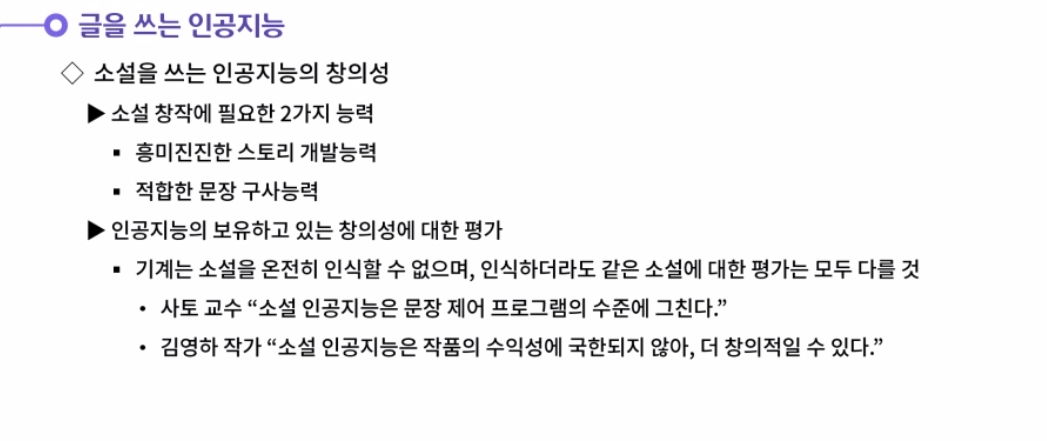 글을 쓰는 인공지능
◇ 소설을 쓰는 인공지능의 창의성
▶ 소설 창작에 필요한 2가지 능력
▪ 흥미진진한 스토리 개발능력
▪ 적합한 문장 구사능력
▶ 인공지능의 보유하고 있는 창의성에 대한 평가
▪ 기계는 소설을 온전히 인식할 수 없으며, 인식하더라도 같은 소설에 대한 평가는 모두 다를 것
• 사토 교수 “소설 인공지능은 문장 제어 프로그램의 수준에 그친다.”
• 김영하 작가 “소설 인공지능은 작품의 수익성에 국한되지 않아, 더 창의적일 수 있다.”